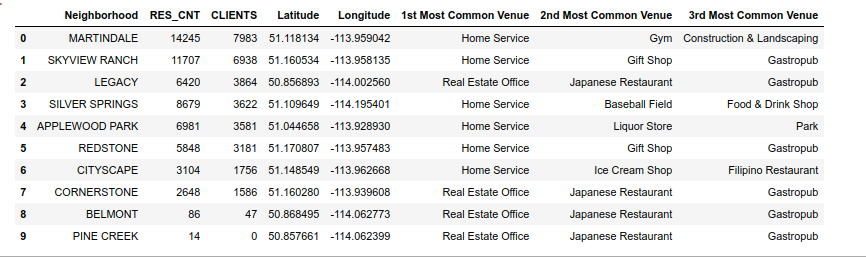 Neighborhood RES_CNT CLIENTS Latitude Longitude 1st Most Common Venue 2nd Most Common Venue 3rd Most Common Venue
0 MARTINDALE 14245 7983 51.118134 -113.959042 Home Service Gym Construction & Landscaping
1 SKYVIEW RANCH 11707 6938 51.160534 -113.958135 Home Service Gift Shop Gastropub
2 LEGACY 6420 3864 50.856893 -114.002560 Real Estate Office Japanese Restaurant Gastropub
3 SILVER SPRINGS 8679 3622 51.109649 -114.195401 Home Service Baseball Field Food & Drink Shop
4 APPLEWOOD PARK 6981 3581 51.044658 -113.928930 Home Service Liquor Store Park
5 REDSTONE 5848 3181 51.170807 -113.957483 Home Service Gift Shop Gastropub
6 CITYSCAPE 3104 1756 51.148549 -113.962668 Home Service Ice Cream Shop Filipino Restaurant
7 CORNERSTONE 2648 1586 51.160280 -113.939608 Real Estate Office Japanese Restaurant Gastropub
8 BELMONT 86 47 50.868495 -114.062773 Real Estate Office Japanese Restaurant Gastropub
9 PINE CREEK 14 0 50.857661 -114.062399 Real Estate Office Japanese Restaurant Gastropub